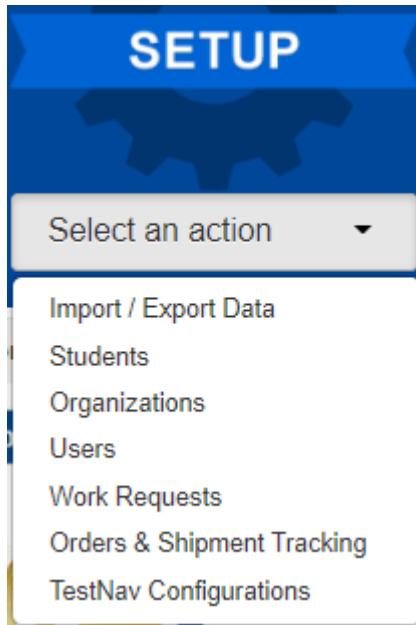 SETUP
Select an action
Import / Export Data
Students
Organizations
Users
Work Requests
Orders & Shipment Tracking
TestNav Configurations